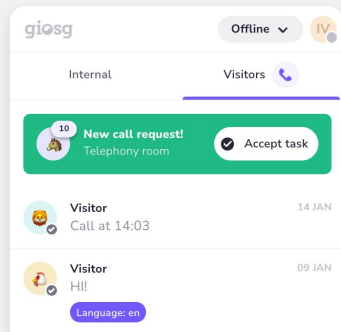 giosg
Offline
IV
Internal
Visitors
10
New call request!
Telephony room
Accept task
Visitor
14 JAN
Call at 14:03
Visitor
09 JAN
HI!
Language: en